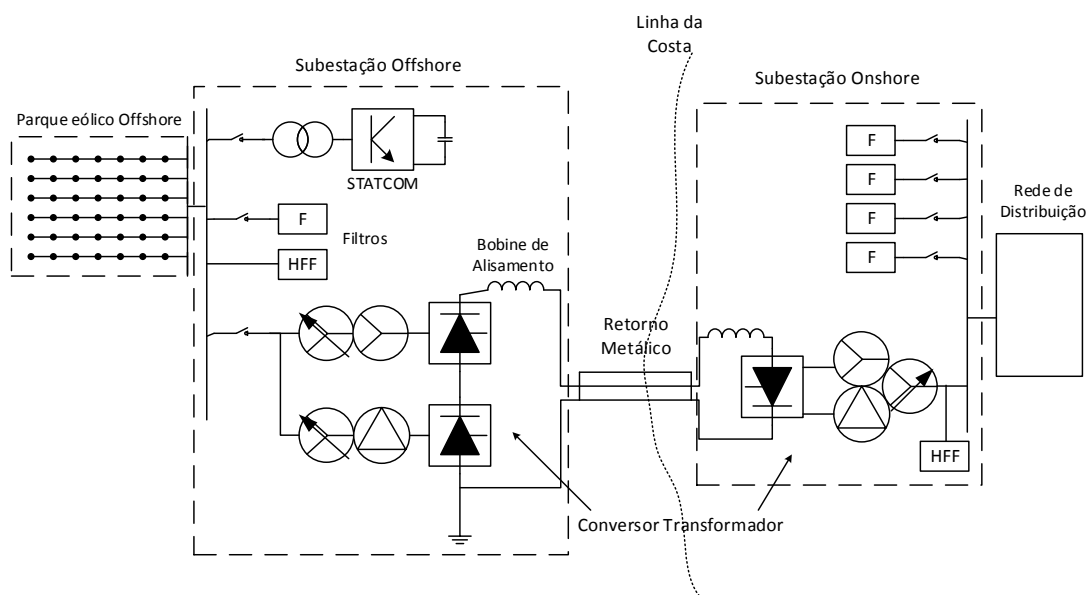 Linha da
Costa
Subestação Offshore
Subestação Onshore
Parque eólico Offshore
STATCOM
F
Filtros
HFF
Bobine de
Alisamento
Retorno
Metálico
F
F
F
F
Rede de
Distribuição
HFF
Conversor Transformador